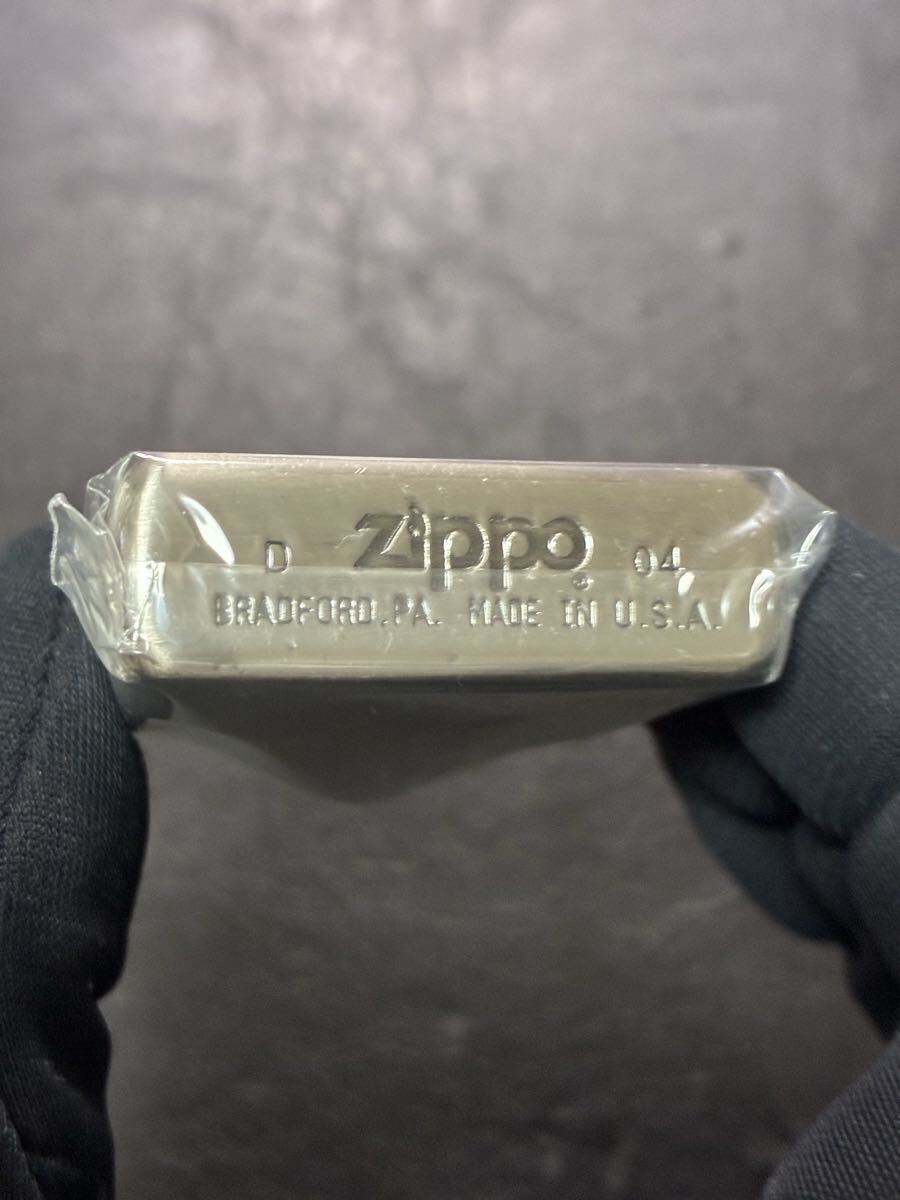 D Zippo® 04
BRADFORD, PA. MADE IN U.S.A.